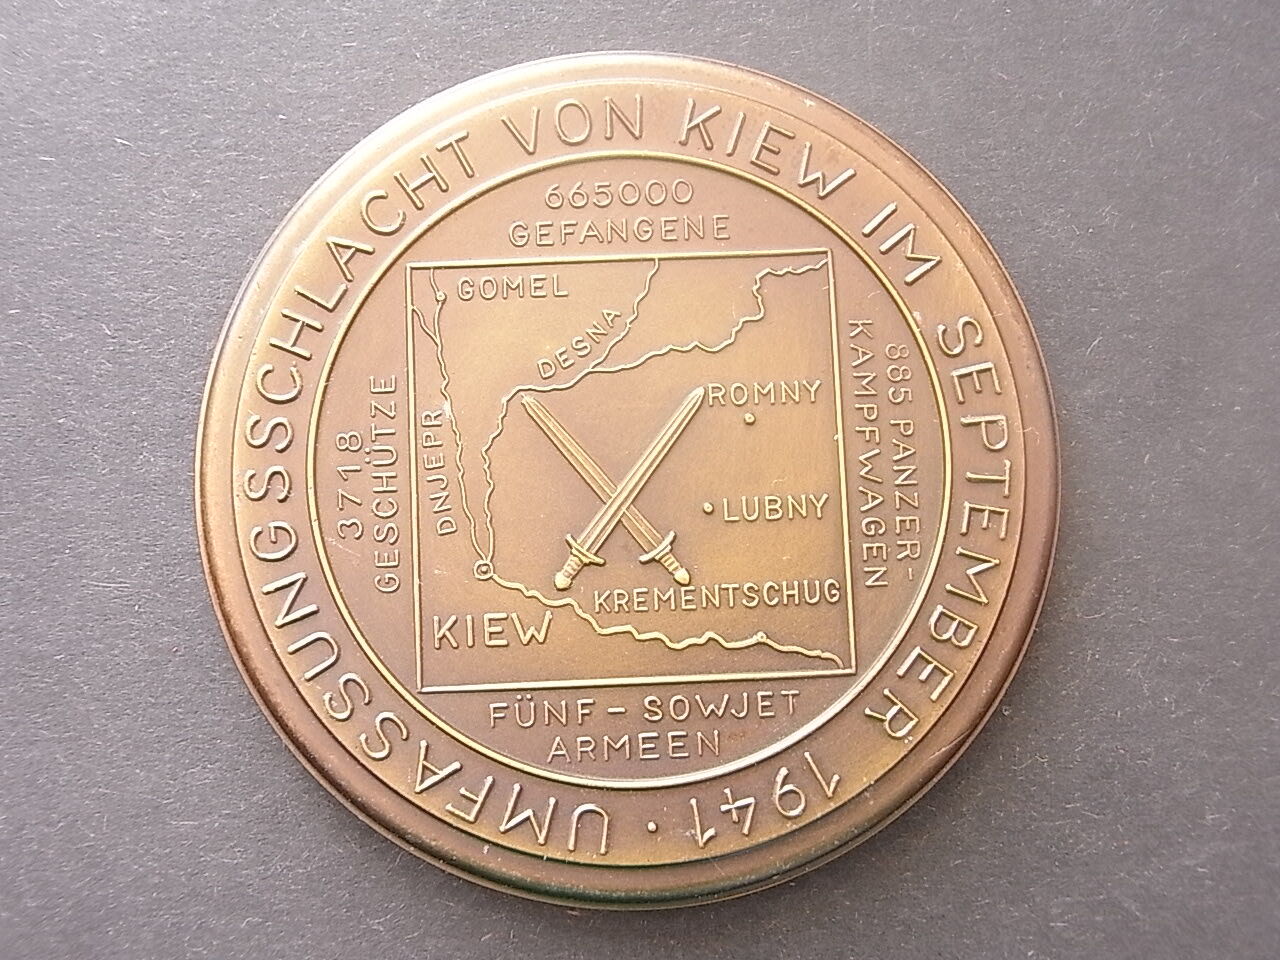 UMFASSUNGSSCHLACHT VON KIEW IM SEPTEMBER 1941 •
665000
GEFANGENE
3718
GESCHÜTZE
885 PANZER-
KAMPFWAGEN
GOMEL
DESNA
DNJEPR
ROMNY
LUBNY
KREMENTSCHUG
KIEW
FÜNF - SOWJET
ARMEEN